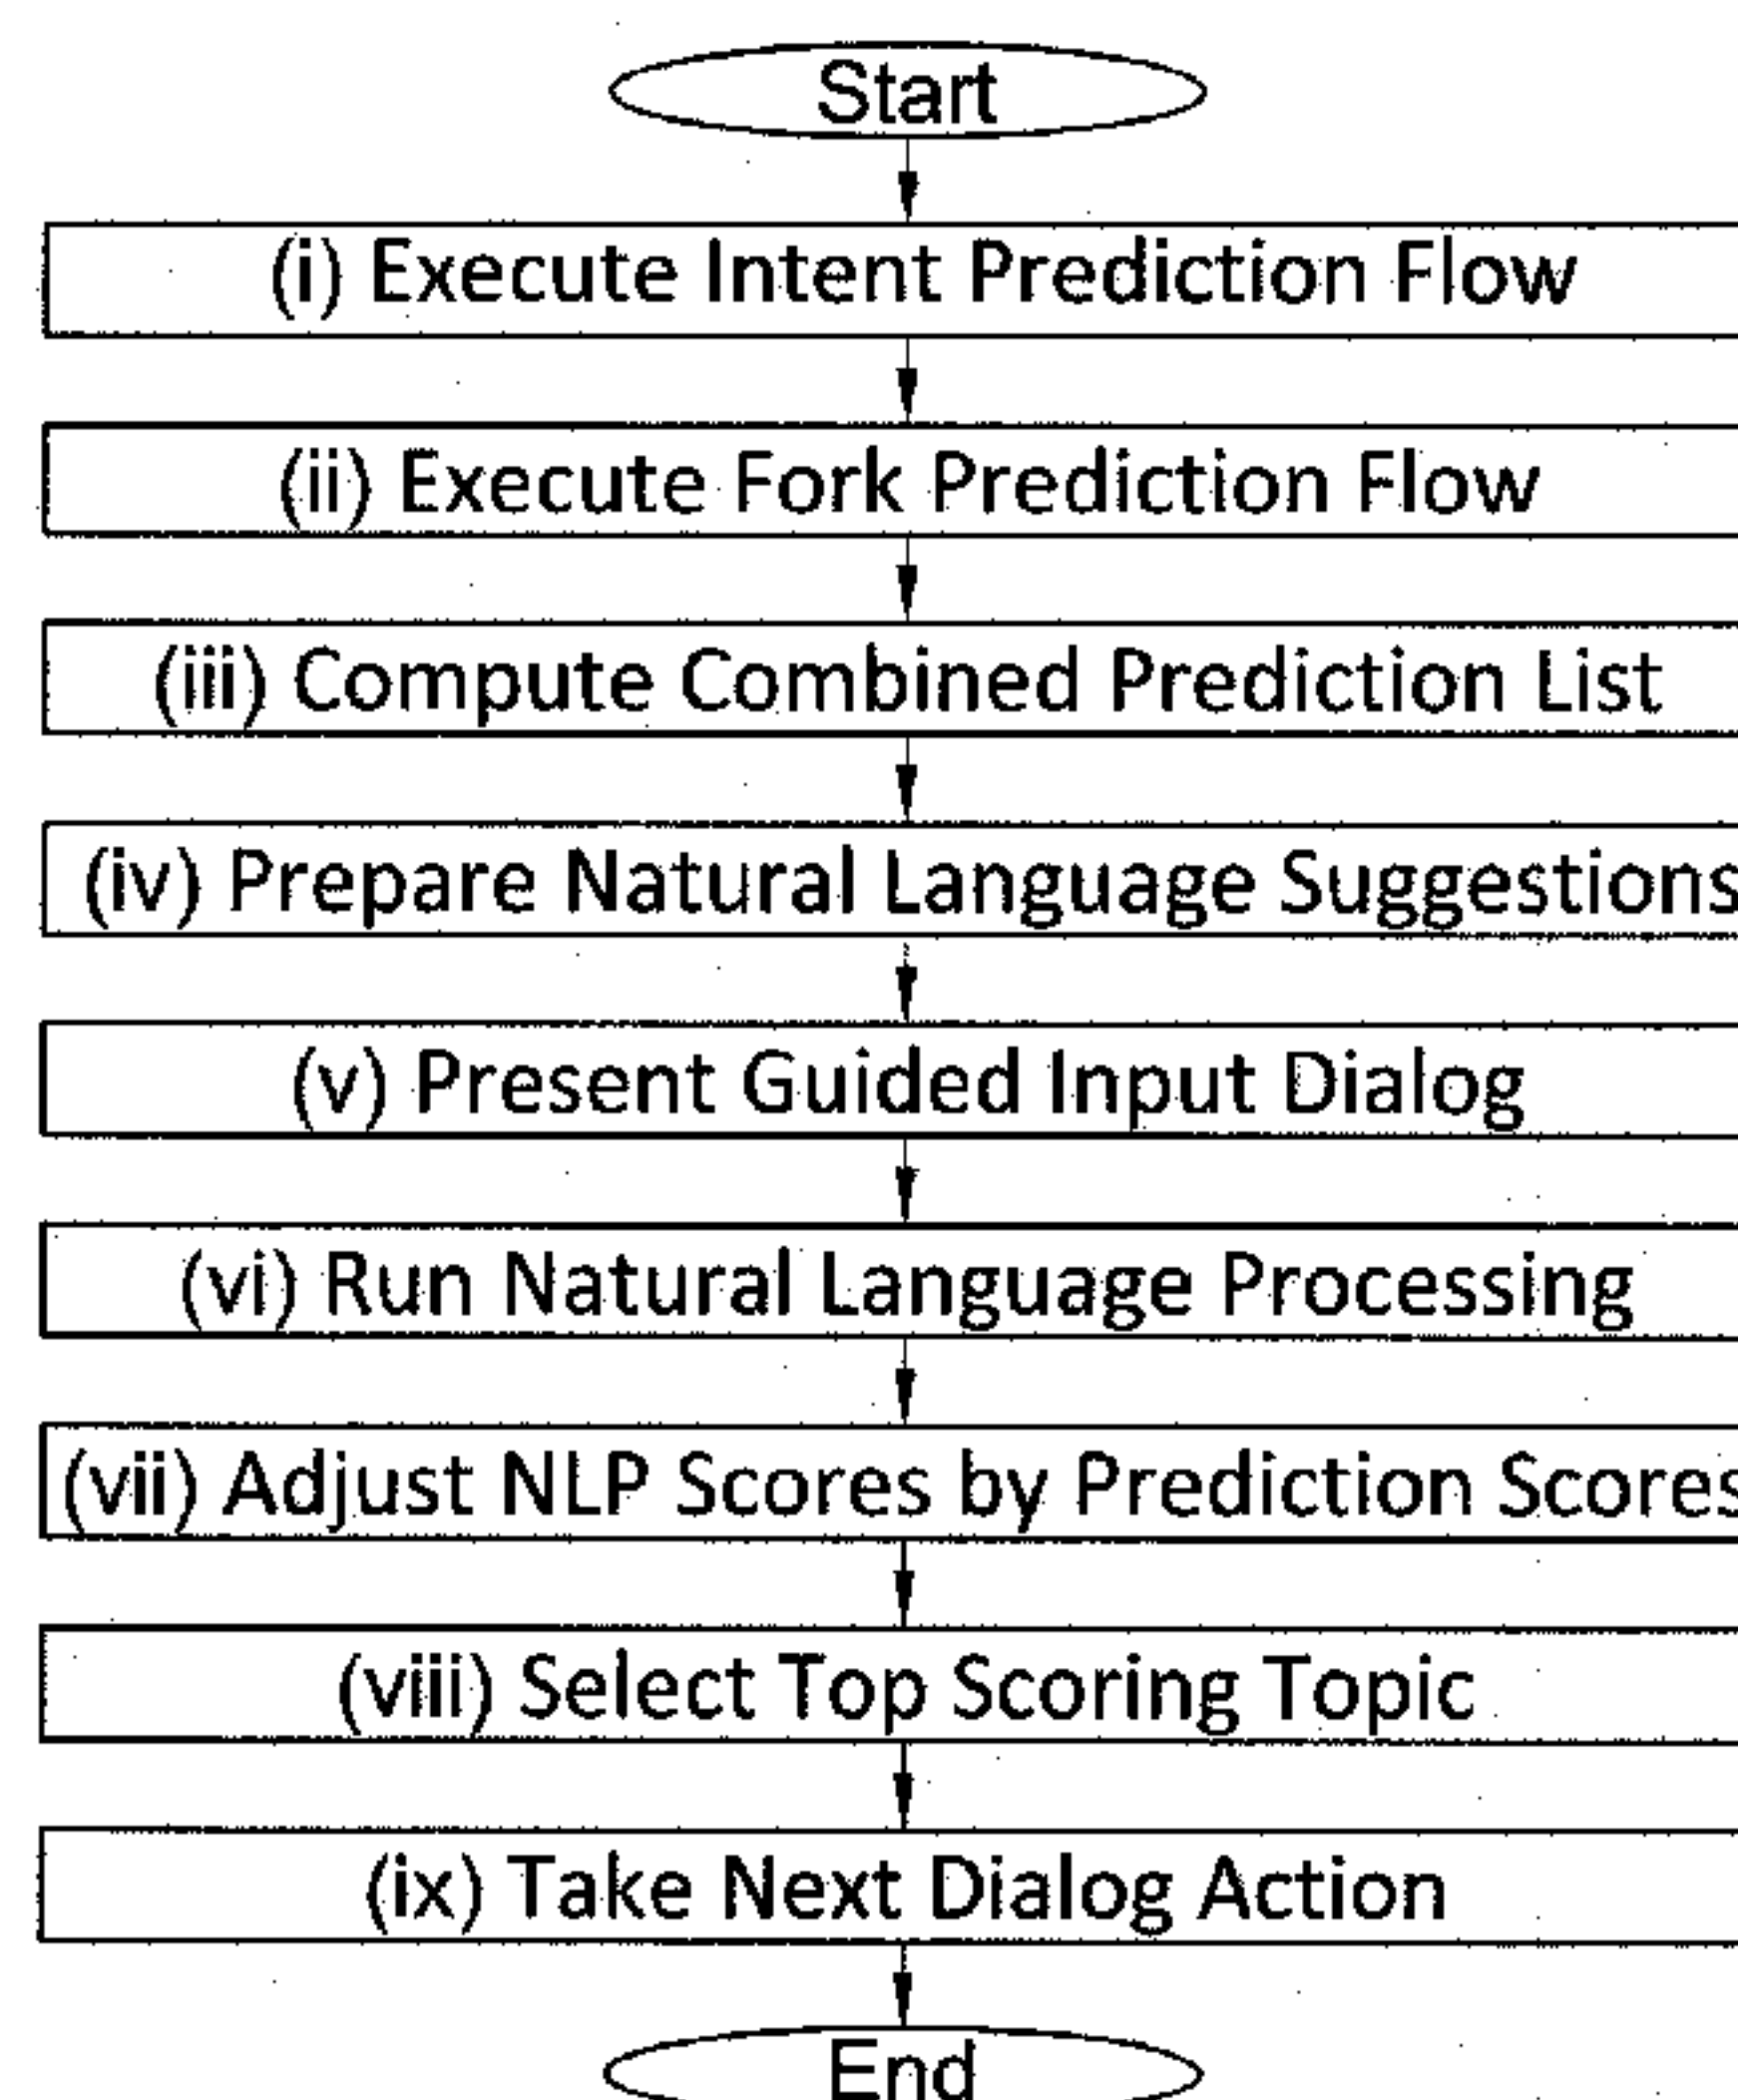 Start
(i) Execute Intent Prediction Flow
(ii) Execute Fork Prediction Flow
(iii) Compute Combined Prediction List
(iv) Prepare Natural Language Suggestions
(v) Present Guided Input Dialog
(vi) Run Natural Language Processing
(vii) Adjust NLP Scores by Prediction Scores
(viii) Select Top Scoring Topic
(ix) Take Next Dialog Action
End